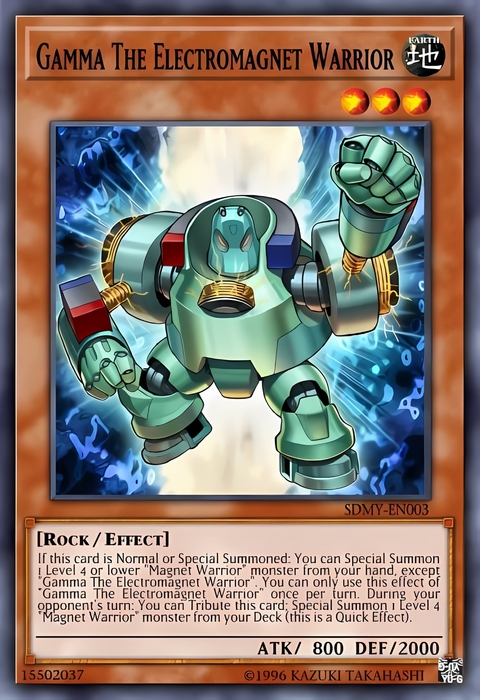 GAMMA THE ELECTROMAGNET WARRIOR
EARTH
地
SDMY-EN003
[ROCK / EFFECT]
If this card is Normal or Special Summoned: You can Special Summon
1 Level 4 or lower "Magnet Warrior" monster from your hand, except
"Gamma The Electromagnet Warrior". You can only use this effect of
"Gamma The Electromagnet Warrior" once per turn. During your
opponent's turn: You can Tribute this card; Special Summon 1 Level 4
"Magnet Warrior" monster from your Deck (this is a Quick Effect).
ATK/ 800 DEF/2000
15502037
©1996 KAZUKI TAKAHASHI